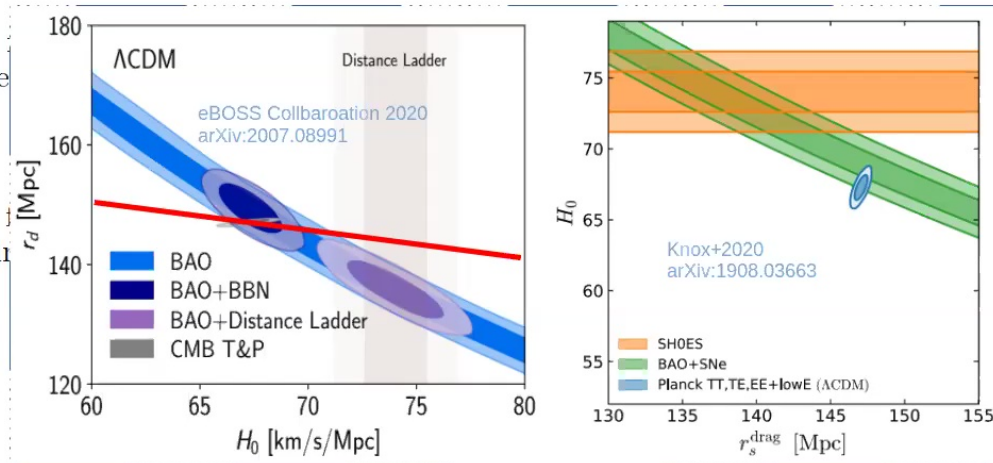 180
160
140
120
r_d [Mpc]
ΛCDM
Distance Ladder
eBOSS Collbaroation 2020
arXiv:2007.08991
BAO
BAO+BBN
BAO+Distance Ladder
CMB T&P
60 65 70 75 80
H_0 [km/s/Mpc]
75
70
65
60
55
H_0
Knox+2020
arXiv:1908.03663
SH0ES
BAO+SNe
Planck TT,TE,EE+lowE (ΛCDM)
130 135 140 145 150 155
r_s^drag [Mpc]